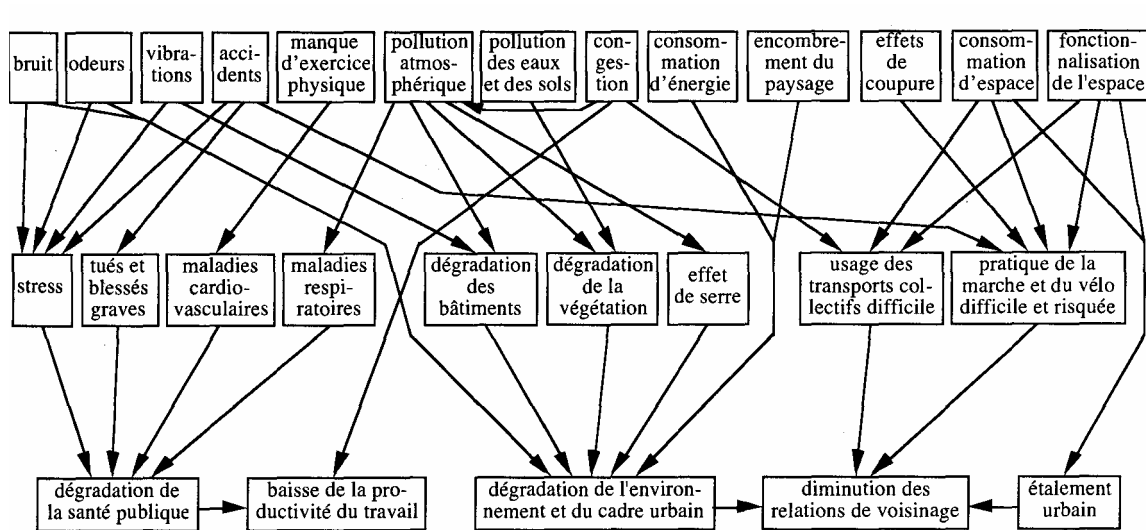 bruit
odeurs
vibra-
tions
acci-
dents
manque
d'exercice
physique
pollution
atmos-
phérique
pollution
des eaux
et des sols
con-
gestion
consom-
mation
d'énergie
encombre-
ment du
paysage
effets
de
coupure
consom-
mation
d'espace
fonction-
nalisation
de l'espace
stress
tués et
blessés
graves
maladies
cardio-
vasculaires
maladies
respi-
ratoires
dégradation
des
bâtiments
dégradation
de la
végétation
effet
de serre
usage des
transports col-
lectifs difficile
pratique de la
marche et du vélo
difficile et risquée
dégradation de
la santé publique
baisse de la pro-
ductivité du travail
dégradation de l'environ-
nement et du cadre urbain
diminution des
relations de voisinage
étalement
urbain